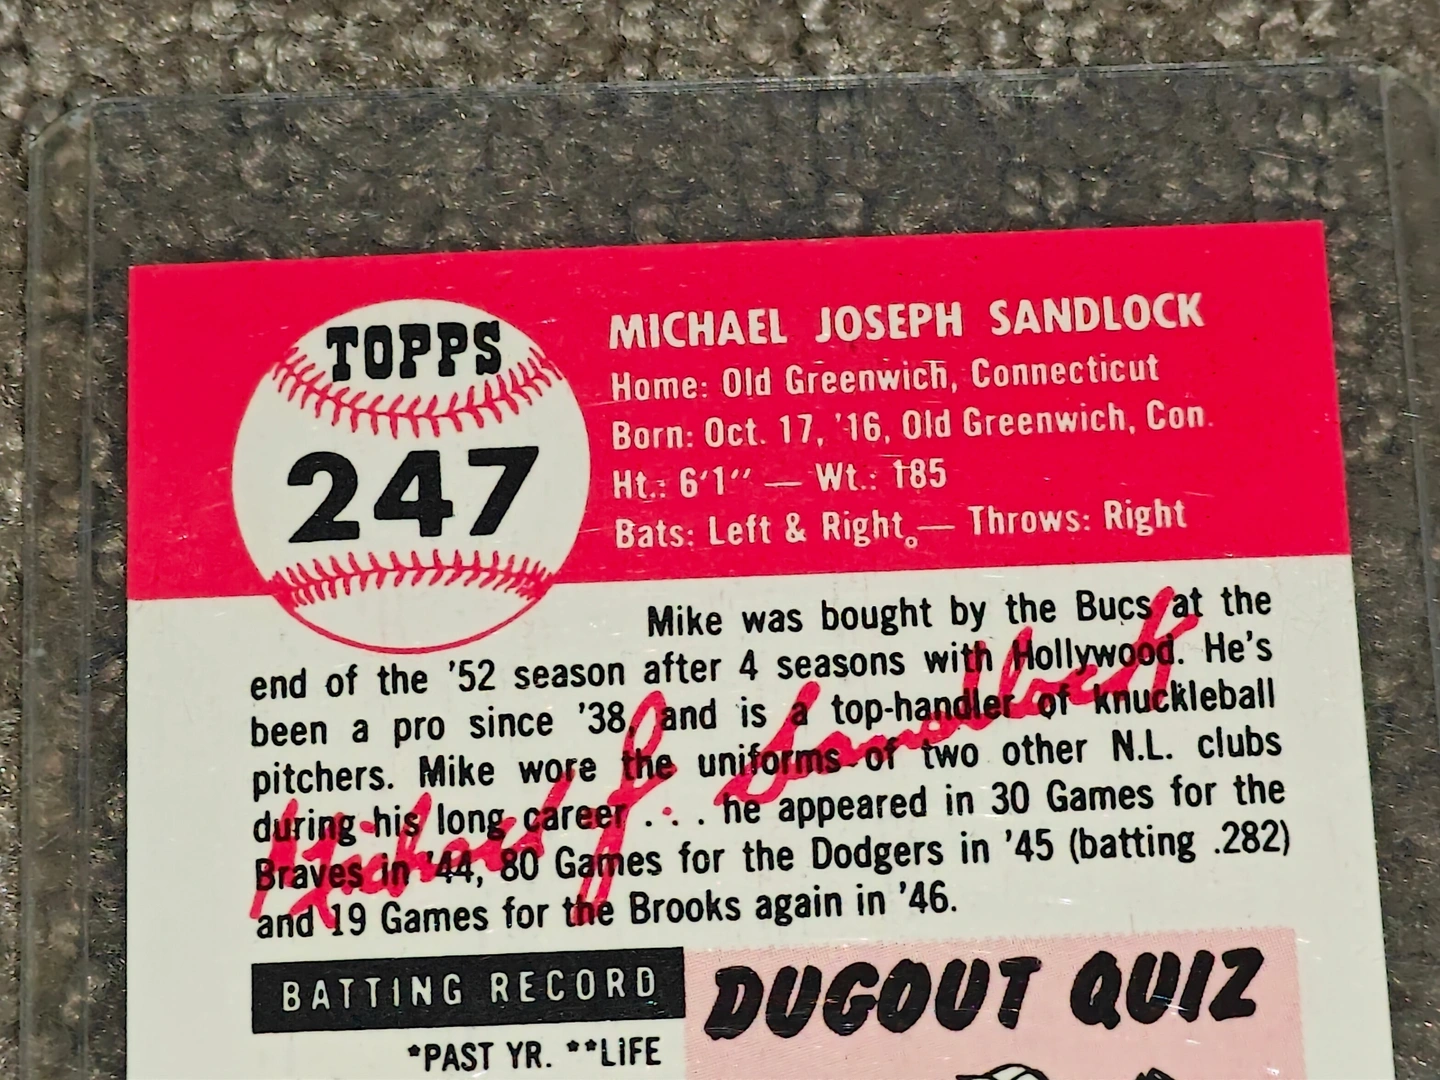 TOPPS
247
MICHAEL JOSEPH SANDLOCK
Home: Old Greenwich, Connecticut
Born: Oct. 17, '16, Old Greenwich, Con.
Ht.: 6'1" — Wt.: 185
Bats: Left & Right — Throws: Right
Mike was bought by the Bucs at the
end of the '52 season after 4 seasons with Hollywood. He's
been a pro since '38, and is a top-handler of knuckleball
pitchers. Mike wore the uniforms of two other N.L. clubs
during his long career . . . he appeared in 30 Games for the
Braves in '44, 80 Games for the Dodgers in '45 (batting .282)
and 19 Games for the Brooks again in '46.
Michael J. Sandlock
BATTING RECORD
*PAST YR. **LIFE
DUGOUT QUIZ